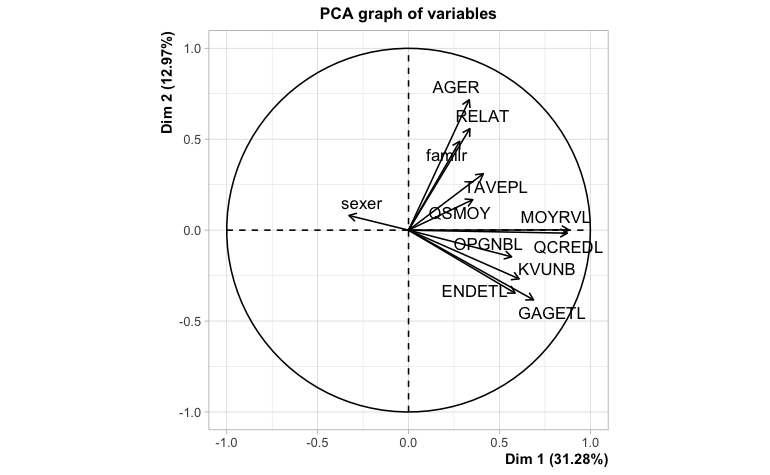 PCA graph of variables
Dim 2 (12.97%)
1.0
0.5
0.0
-0.5
-1.0
AGER
RELAT
familr
TAVEPL
sexer
QSMOY
MOYRVL
OPGNBL
QCREDL
KVUNB
ENDETL
GAGETL
-1.0
-0.5
0.0
0.5
1.0
Dim 1 (31.28%)